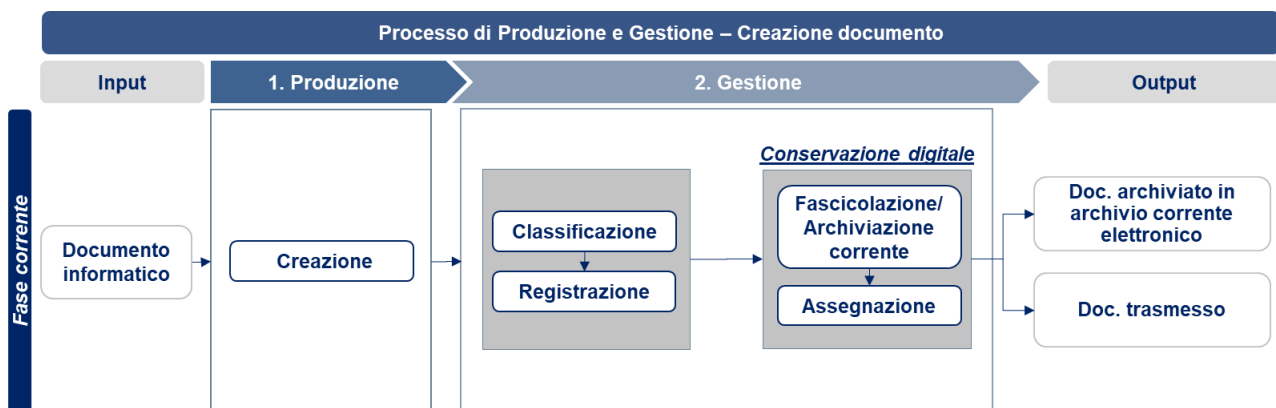 Processo di Produzione e Gestione – Creazione documento
Input
1. Produzione
2. Gestione
Output
Fase corrente
Documento
informatico
Creazione
Classificazione
Registrazione
Conservazione digitale
Fascicolazione/
Archiviazione
corrente
Assegnazione
Doc. archiviato in
archivio corrente
elettronico
Doc. trasmesso